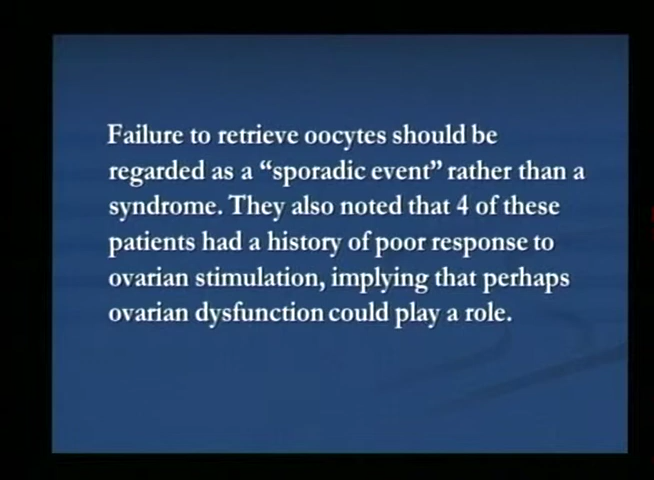 Failure to retrieve oocytes should be
regarded as a “sporadic event” rather than a
syndrome. They also noted that 4 of these
patients had a history of poor response to
ovarian stimulation, implying that perhaps
ovarian dysfunction could play a role.